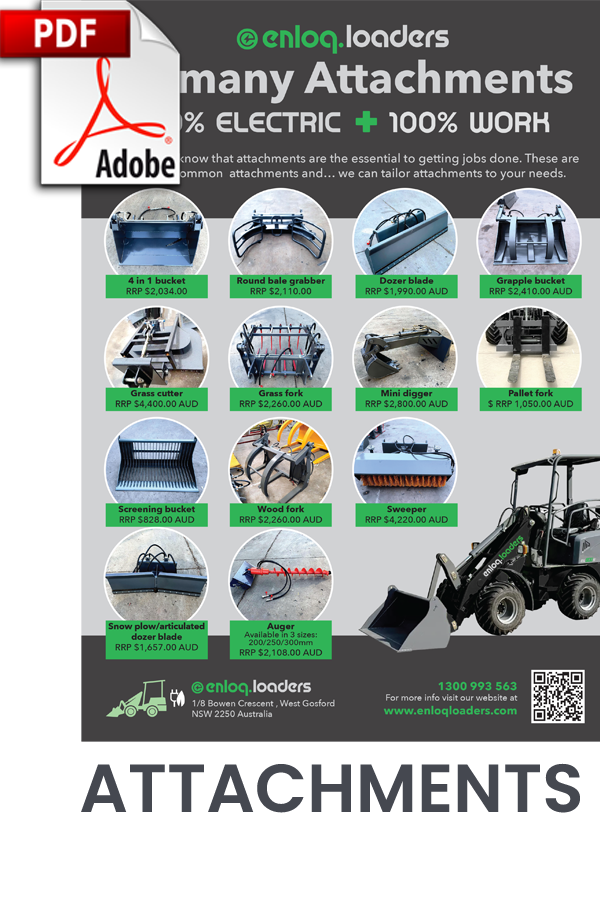 PDF
Adobe
enloq.loaders
many Attachments
% ELECTRIC + 100% WORK
know that attachments are the essential to getting jobs done. These are
ommon attachments and... we can tailor attachments to your needs.
4 in 1 bucket
RRP $2,034.00
Round bale grabber
RRP $2,110.00
Dozer blade
RRP $1,990.00 AUD
Grapple bucket
RRP $2,410.00 AUD
Grass cutter
RRP $4,400.00 AUD
Grass fork
RRP $2,260.00 AUD
Mini digger
RRP $2,800.00 AUD
Pallet fork
$ RRP 1,050.00 AUD
Screening bucket
RRP $828.00 AUD
Wood fork
RRP $2,260.00 AUD
Sweeper
RRP $4,220.00 AUD
enloq.loaders
Snow plow/articulated
dozer blade
RRP $1,657.00 AUD
Auger
Available in 3 sizes:
200/250/300mm
RRP $2,108.00 AUD
enloq.loaders
1/8 Bowen Crescent , West Gosford
NSW 2250 Australia
1300 993 563
For more info visit our website at
www.enloqloaders.com
ATTACHMENTS